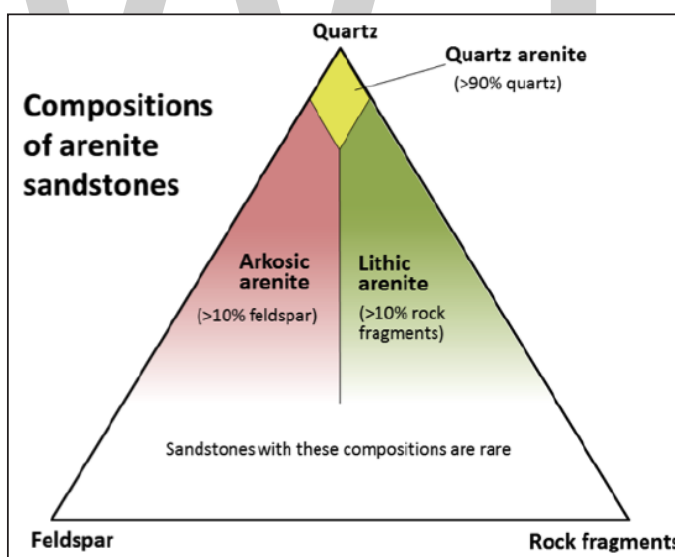 Quartz
Quartz arenite
(>90% quartz)
Compositions
of arenite
sandstones
Arkosic
arenite
(>10% feldspar)
Lithic
arenite
(>10% rock
fragments)
Sandstones with these compositions are rare
Feldspar
Rock fragments